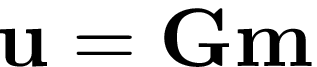 u = Gm